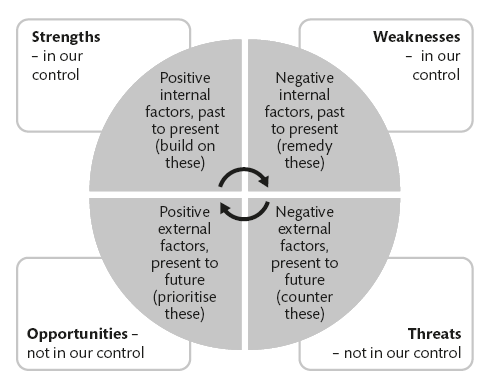 Strengths
– in our
control
Weaknesses
– in our
control
Positive
internal
factors, past
to present
(build on
these)
Negative
internal
factors, past
to present
(remedy
these)
Positive
external
factors,
present to
future
(prioritise
these)
Negative
external
factors,
present to
future
(counter
these)
Opportunities –
not in our control
Threats
– not in our control